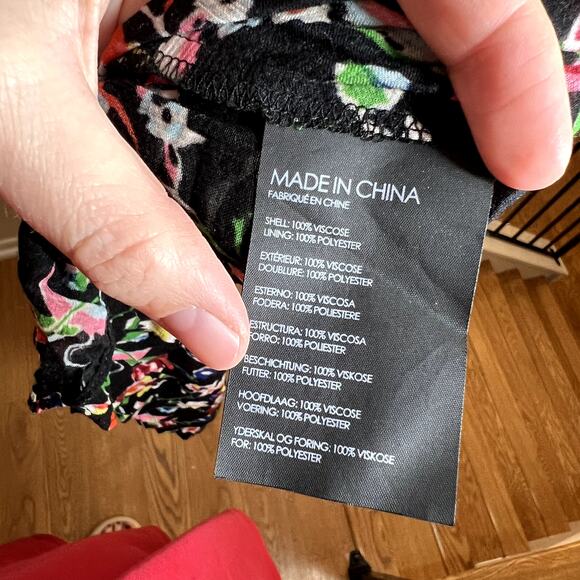 MADE IN CHINA
FABRIQUÉ EN CHINE
SHELL: 100% VISCOSE
LINING: 100% POLYESTER
EXTÉRIEUR: 100% VISCOSE
DOUBLURE: 100% POLYESTER
ESTERNO: 100% VISCOSA
FODERA: 100% POLIESTERE
ESTRUCTURA: 100% VISCOSA
FORRO: 100% POLIESTER
BESCHICHTUNG: 100% VISKOSE
FUTTER: 100% POLYESTER
HOOFDLAAG: 100% VISCOSE
VOERING: 100% POLYESTER
YDERSKAL OG FORING: 100% VISKOSE
FOR: 100% POLYESTER